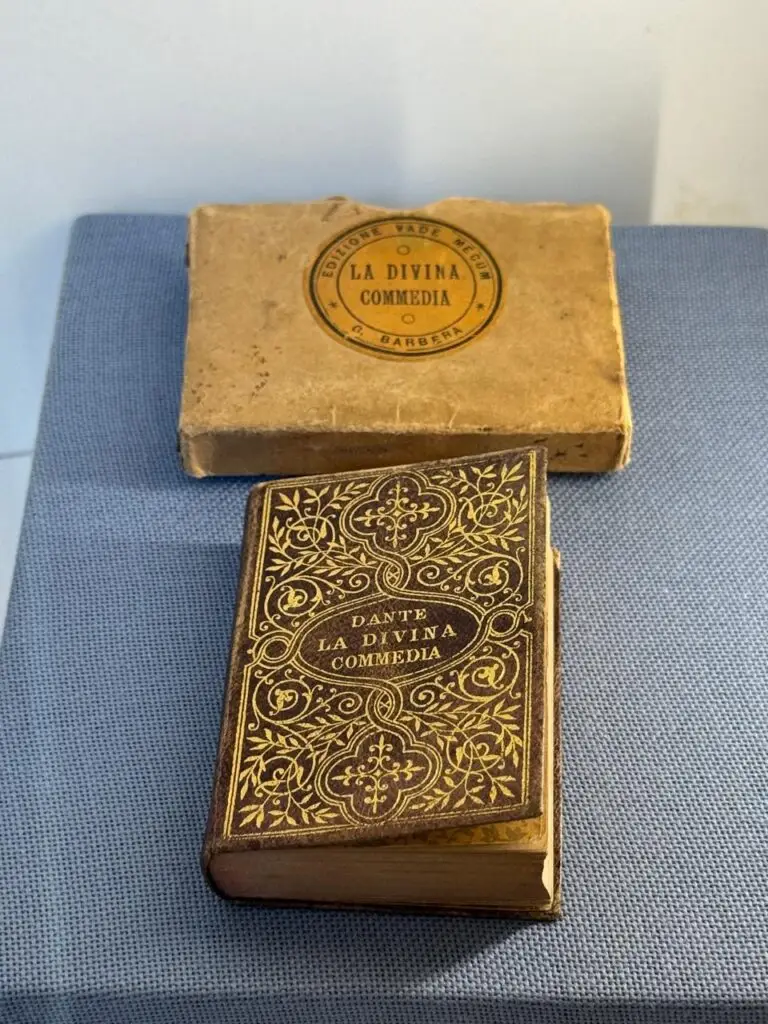 EDIZIONE VADE MECUM
LA DIVINA
COMMEDIA
G. BARBERA
DANTE
LA DIVINA
COMMEDIA